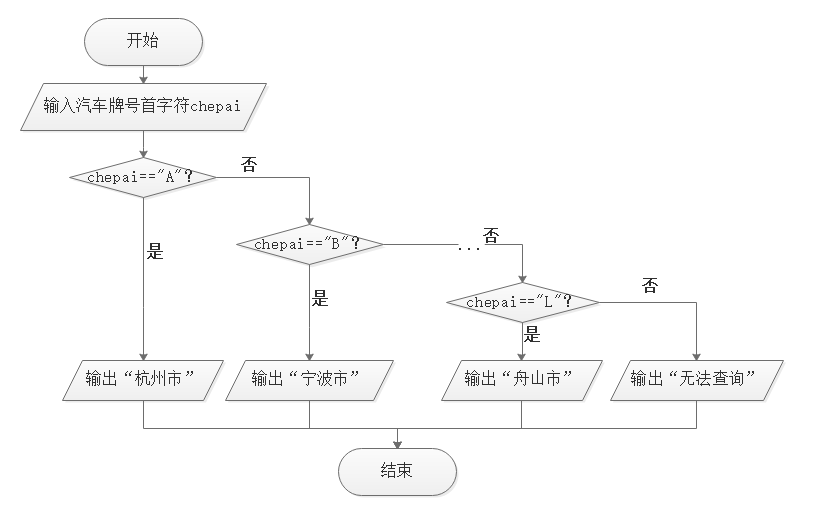 开始
输入汽车牌号首字符chepai
chepai=="A"?
否
是
chepai=="B"?
...
否
是
chepai=="L"?
否
是
输出“杭州市”
输出“宁波市”
输出“舟山市”
输出“无法查询”
结束